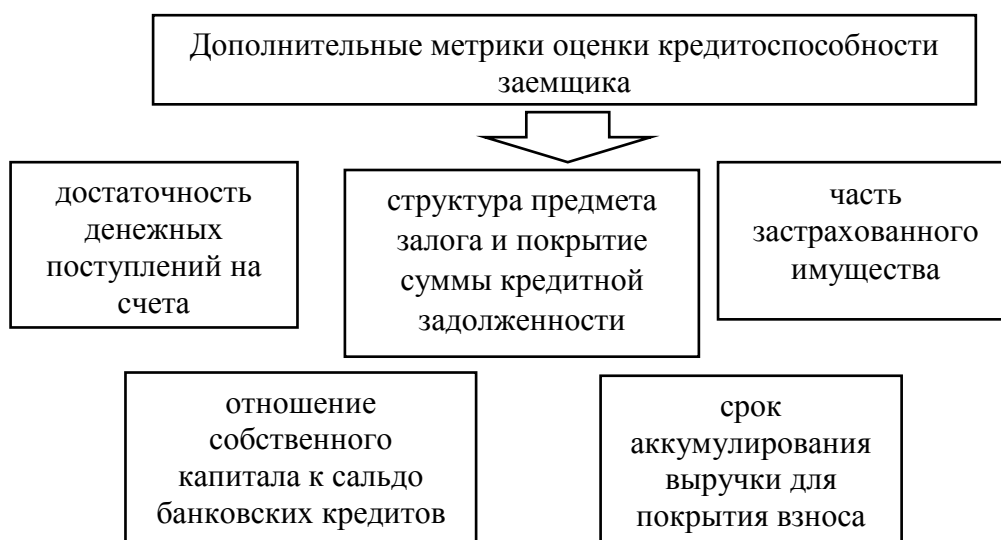 Дополнительные метрики оценки кредитоспособности
заемщика
достаточность
денежных
поступлений на
счета
структура предмета
залога и покрытие
суммы кредитной
задолженности
часть
застрахованного
имущества
отношение
собственного
капитала к сальдо
банковских кредитов
срок
аккумулирования
выручки для
покрытия взноса